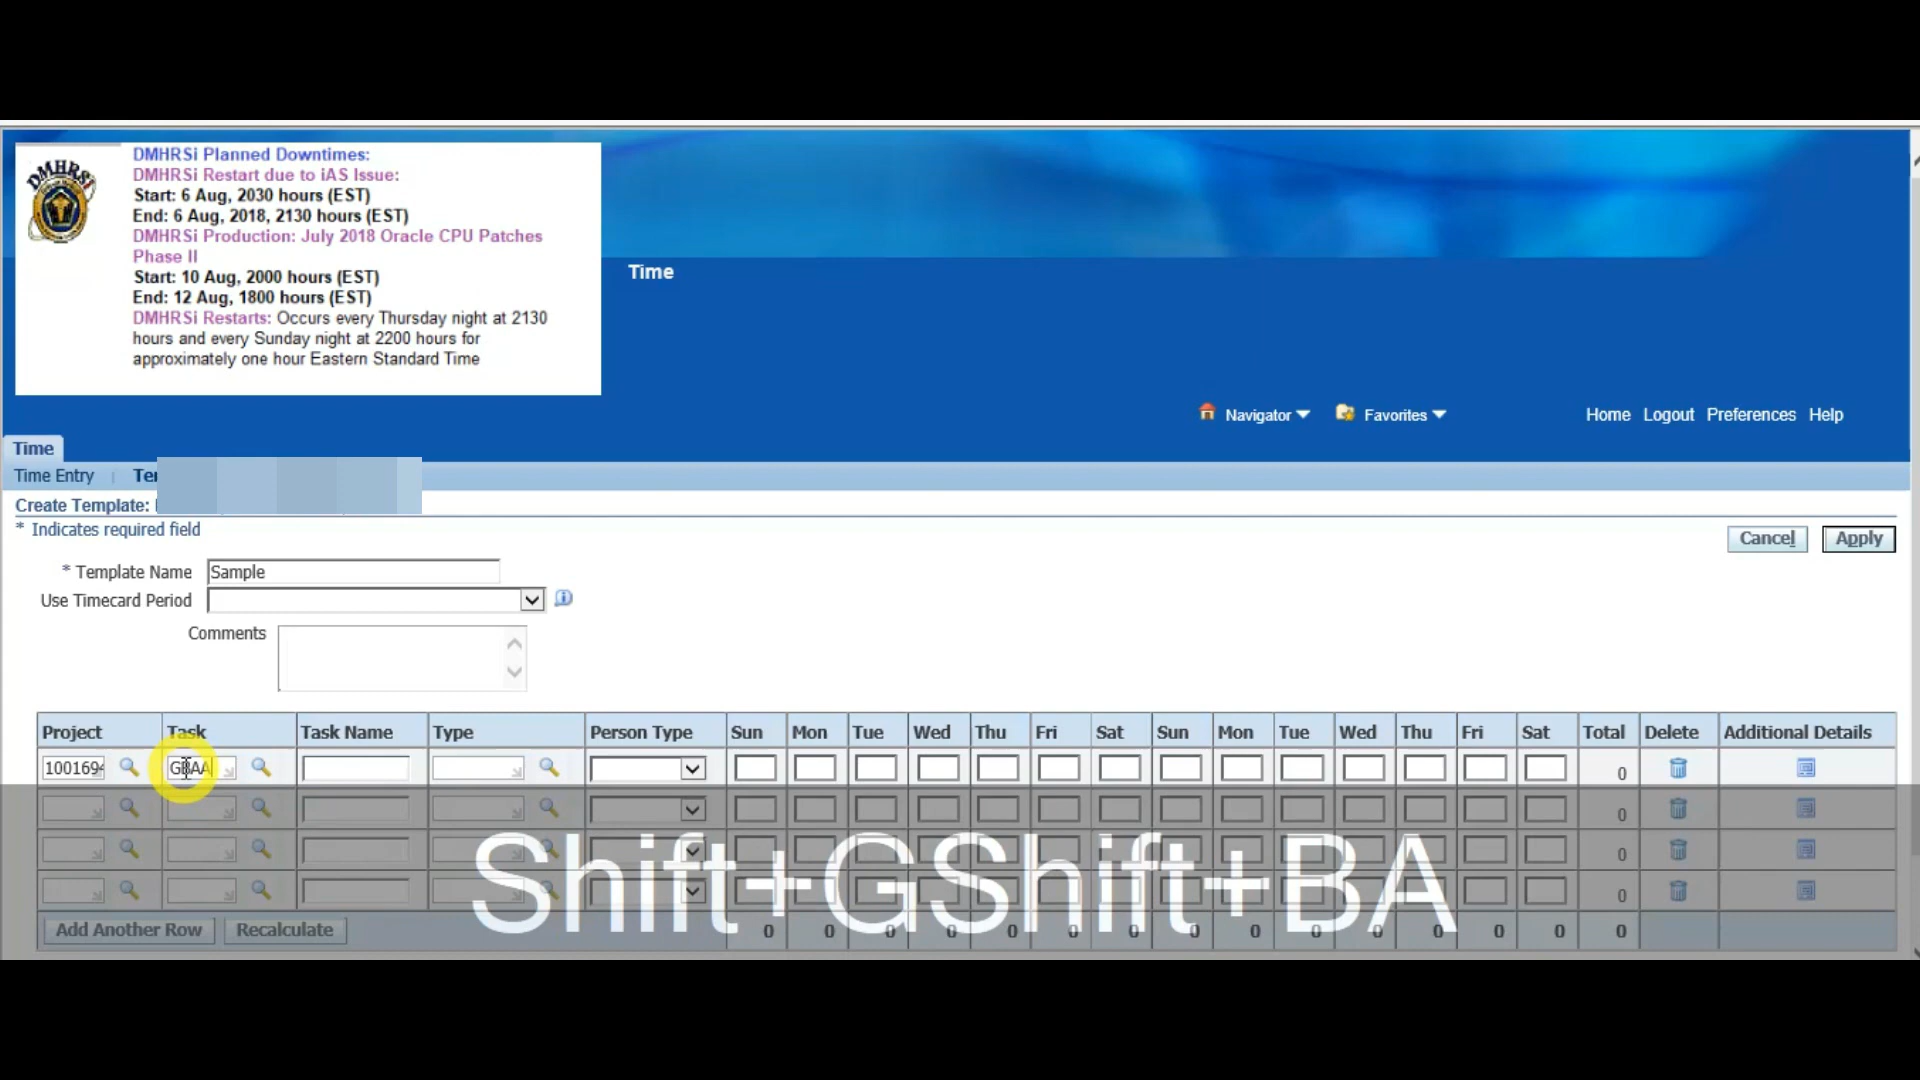 DMHRSi
DMHRSi Planned Downtimes:
DMHRSi Restart due to iAS Issue:
Start: 6 Aug, 2030 hours (EST)
End: 6 Aug, 2018, 2130 hours (EST)
DMHRSi Production: July 2018 Oracle CPU Patches
Phase II
Start: 10 Aug, 2000 hours (EST)
End: 12 Aug, 1800 hours (EST)
DMHRSi Restarts: Occurs every Thursday night at 2130
hours and every Sunday night at 2200 hours for
approximately one hour Eastern Standard Time
Time
Navigator Favorites Home Logout Preferences Help
Time
Time Entry
Create Template:
* Indicates required field
Cancel Apply
* Template Name Sample
Use Timecard Period
Comments
Project Task Task Name Type Person Type Sun Mon Tue Wed Thu Fri Sat Sun Mon Tue Wed Thu Fri Sat Total Delete Additional Details
GBAA 0
0
0
0
Shift+GShift+BA
Add Another Row Recalculate 0 0 0 0 0 0 0 0 0 0 0 0 0 0 0